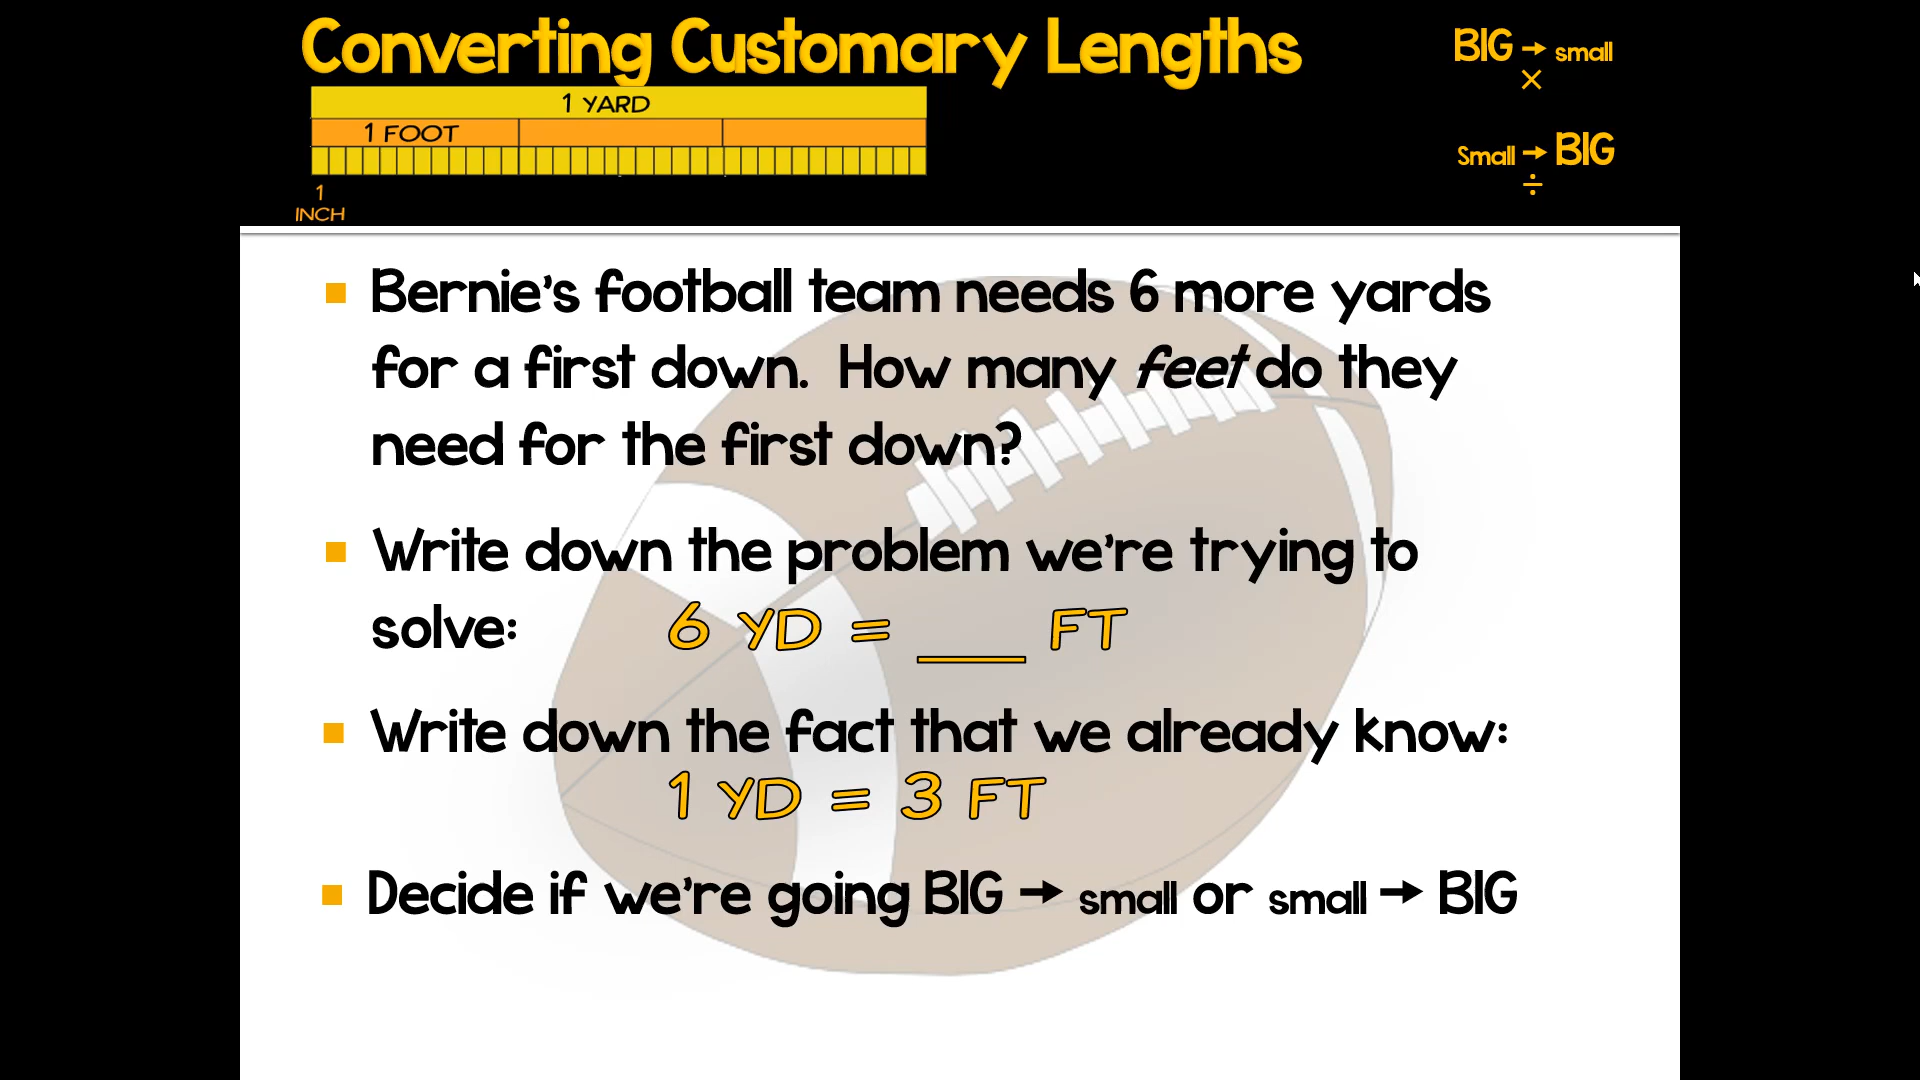 Converting Customary Lengths
BIG → small
×
1 YARD
1 FOOT
Small → BIG
÷
1
INCH
Bernie's football team needs 6 more yards
for a first down. How many feet do they
need for the first down?
Write down the problem we're trying to
solve: 6 YD = ___ FT
Write down the fact that we already know:
1 YD = 3 FT
Decide if we're going BIG → small or small → BIG